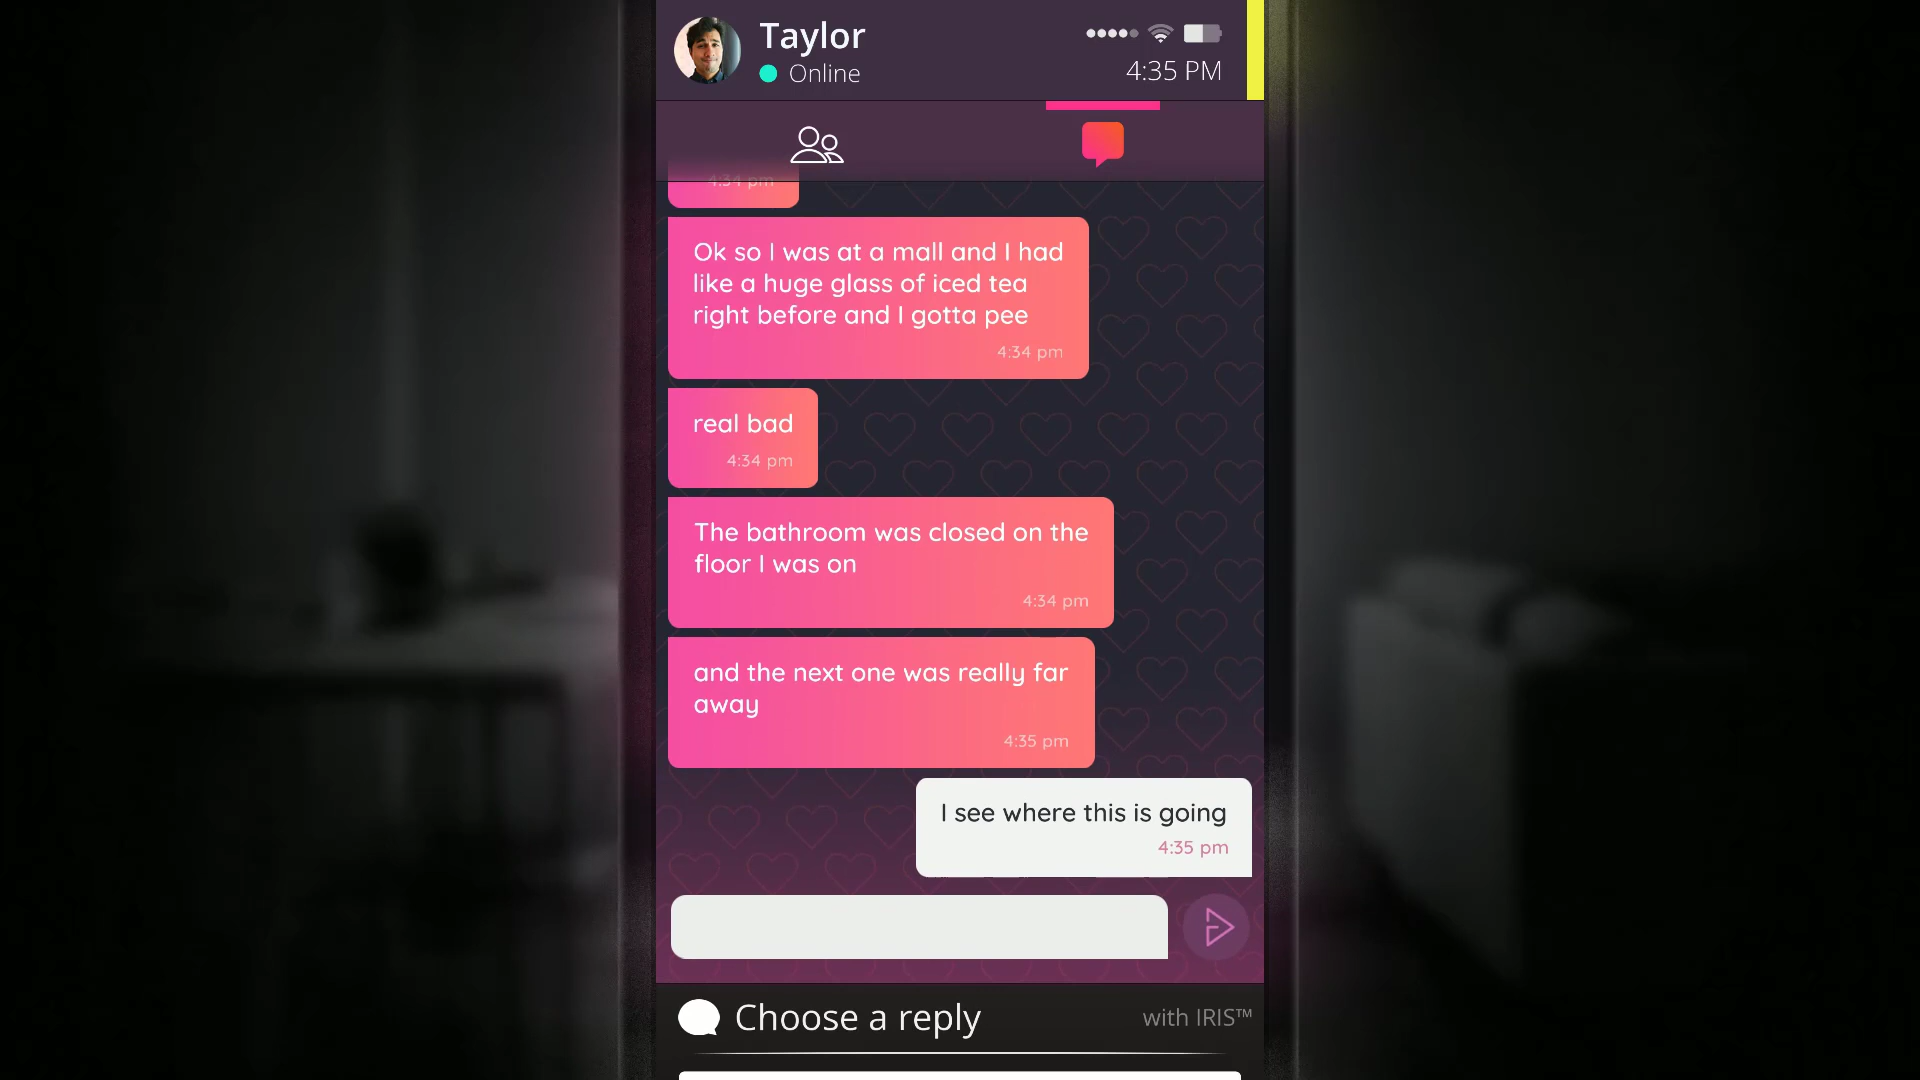 Taylor
Online
4:35 PM
4:34 pm
Ok so I was at a mall and I had
like a huge glass of iced tea
right before and I gotta pee
4:34 pm
real bad
4:34 pm
The bathroom was closed on the
floor I was on
4:34 pm
and the next one was really far
away
4:35 pm
I see where this is going
4:35 pm
Choose a reply
with IRIS™